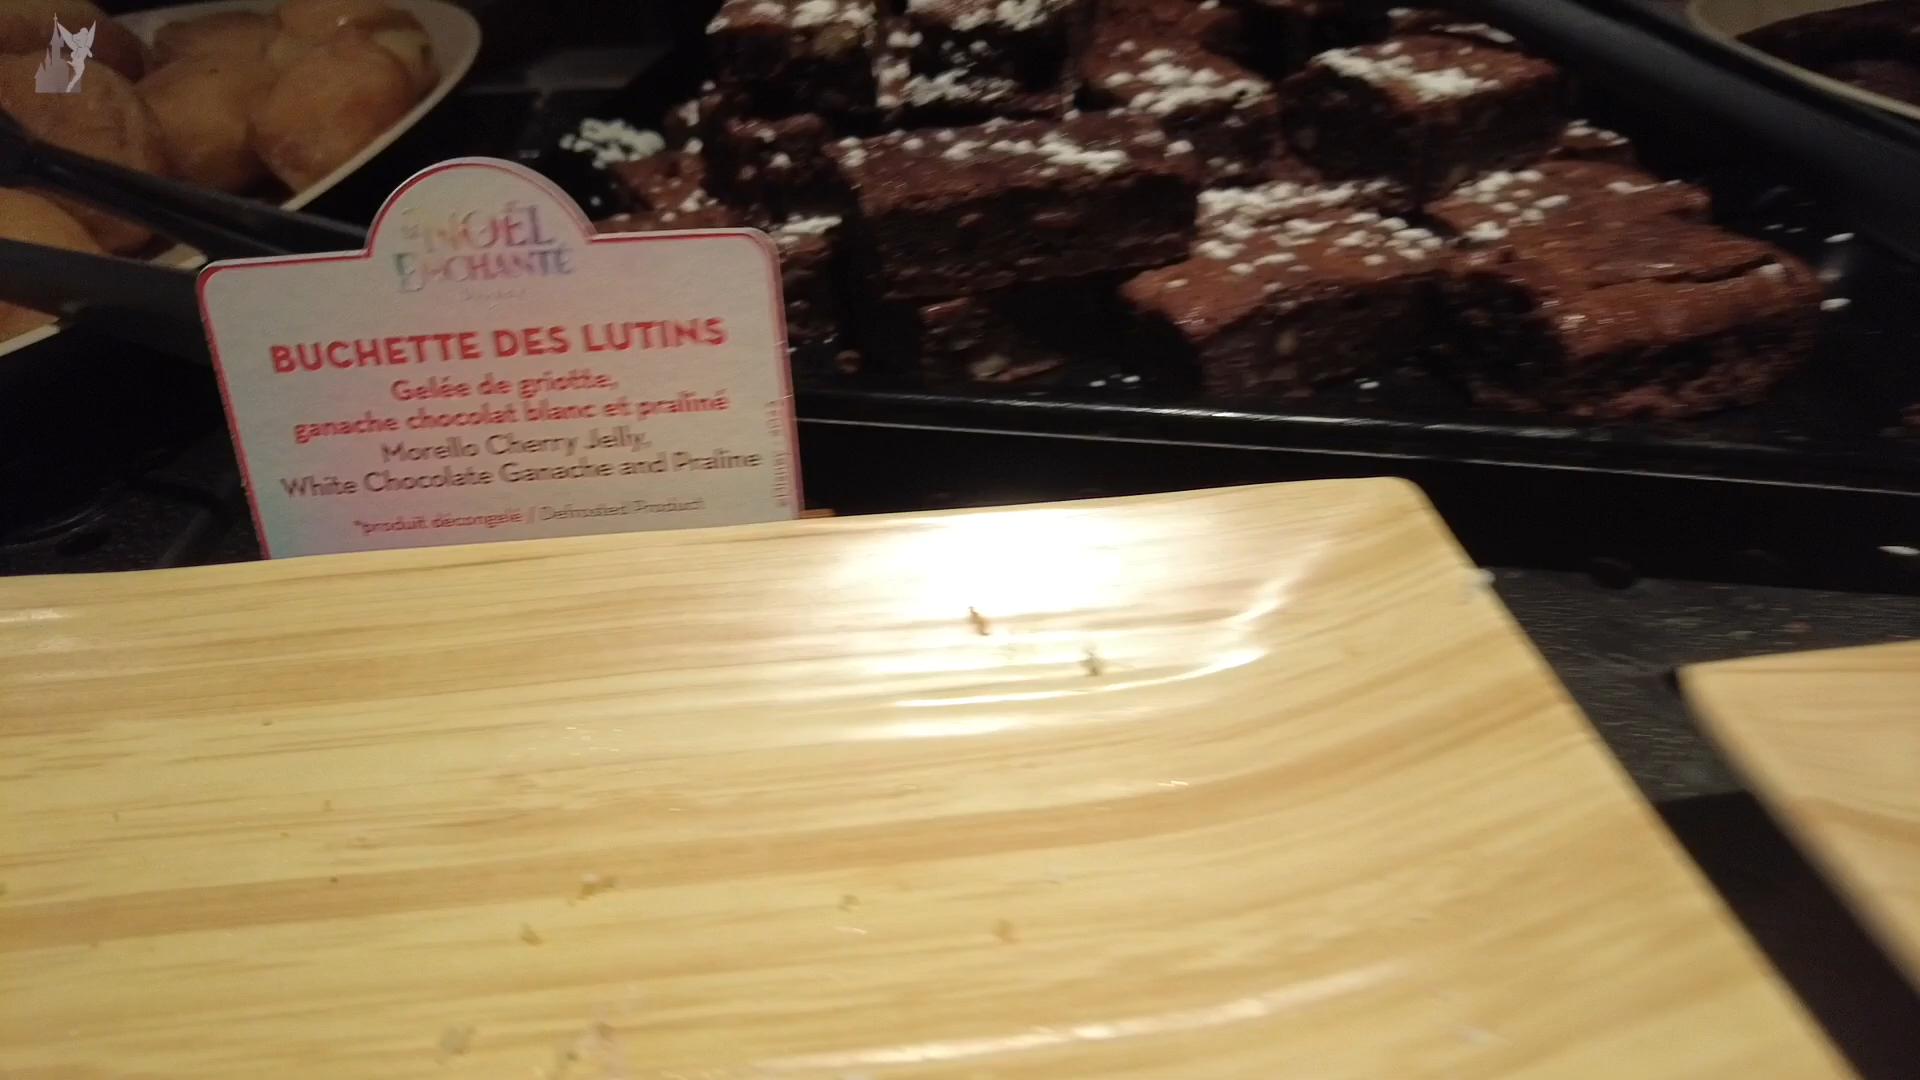 NOËL
ENCHANTÉ
Disney
BUCHETTE DES LUTINS
Gelée de griotte,
ganache chocolat blanc et praliné
Morello Cherry Jelly,
White Chocolate Ganache and Praline
*produit décongelé / Defrosted Product